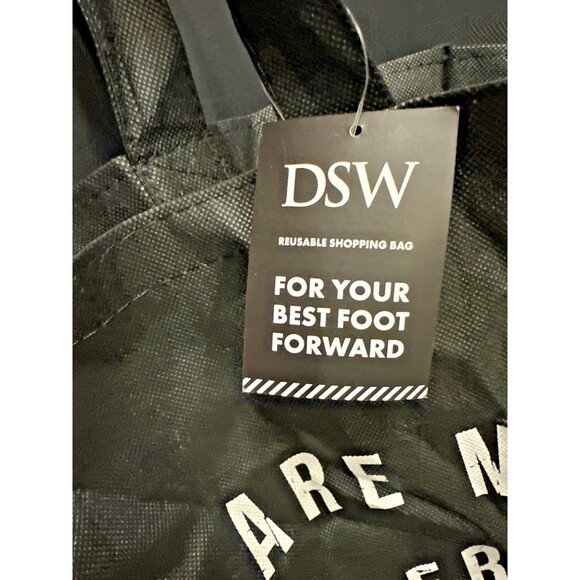 DSW
REUSABLE SHOPPING BAG
FOR YOUR
BEST FOOT
FORWARD
ARE